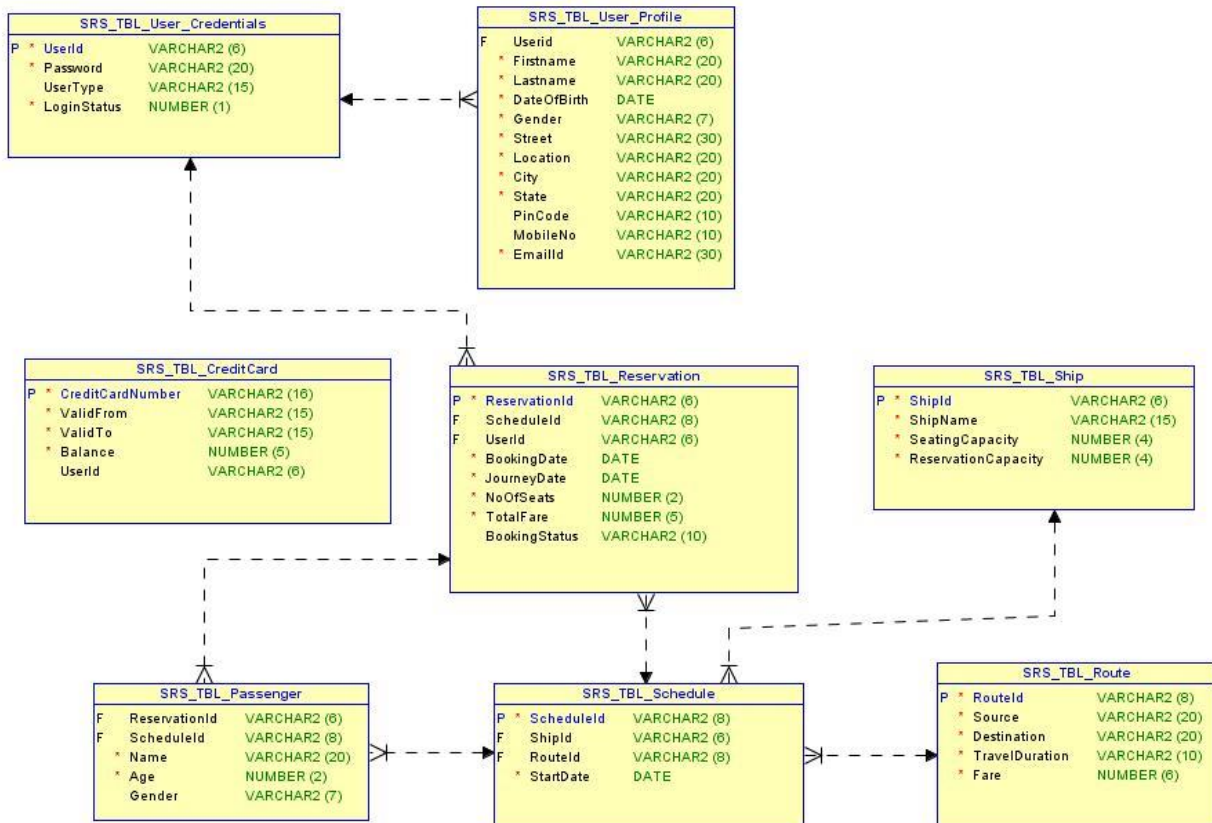 SRS_TBL_User_Credentials
P * UserId VARCHAR2 (6)
* Password VARCHAR2 (20)
UserType VARCHAR2 (15)
* LoginStatus NUMBER (1)
SRS_TBL_User_Profile
F Userid VARCHAR2 (6)
* Firstname VARCHAR2 (20)
* Lastname VARCHAR2 (20)
* DateOfBirth DATE
* Gender VARCHAR2 (7)
* Street VARCHAR2 (30)
* Location VARCHAR2 (20)
* City VARCHAR2 (20)
* State VARCHAR2 (20)
PinCode VARCHAR2 (10)
MobileNo VARCHAR2 (10)
* EmailId VARCHAR2 (30)
SRS_TBL_CreditCard
P * CreditCardNumber VARCHAR2 (16)
* ValidFrom VARCHAR2 (15)
* ValidTo VARCHAR2 (15)
* Balance NUMBER (5)
UserId VARCHAR2 (6)
SRS_TBL_Reservation
P * ReservationId VARCHAR2 (6)
F ScheduleId VARCHAR2 (8)
F UserId VARCHAR2 (6)
* BookingDate DATE
* JourneyDate DATE
* NoOfSeats NUMBER (2)
* TotalFare NUMBER (5)
BookingStatus VARCHAR2 (10)
SRS_TBL_Ship
P * ShipId VARCHAR2 (6)
* ShipName VARCHAR2 (15)
* SeatingCapacity NUMBER (4)
* ReservationCapacity NUMBER (4)
SRS_TBL_Passenger
F ReservationId VARCHAR2 (6)
F ScheduleId VARCHAR2 (8)
* Name VARCHAR2 (20)
* Age NUMBER (2)
Gender VARCHAR2 (7)
SRS_TBL_Schedule
P * ScheduleId VARCHAR2 (8)
F ShipId VARCHAR2 (6)
F RouteId VARCHAR2 (8)
* StartDate DATE
SRS_TBL_Route
P * RouteId VARCHAR2 (8)
* Source VARCHAR2 (20)
* Destination VARCHAR2 (20)
* TravelDuration VARCHAR2 (10)
* Fare NUMBER (6)